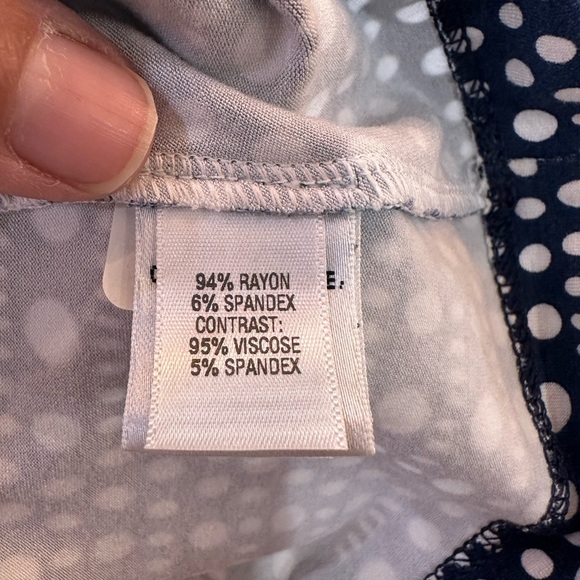 94% RAYON
6% SPANDEX
CONTRAST:
95% VISCOSE
5% SPANDEX